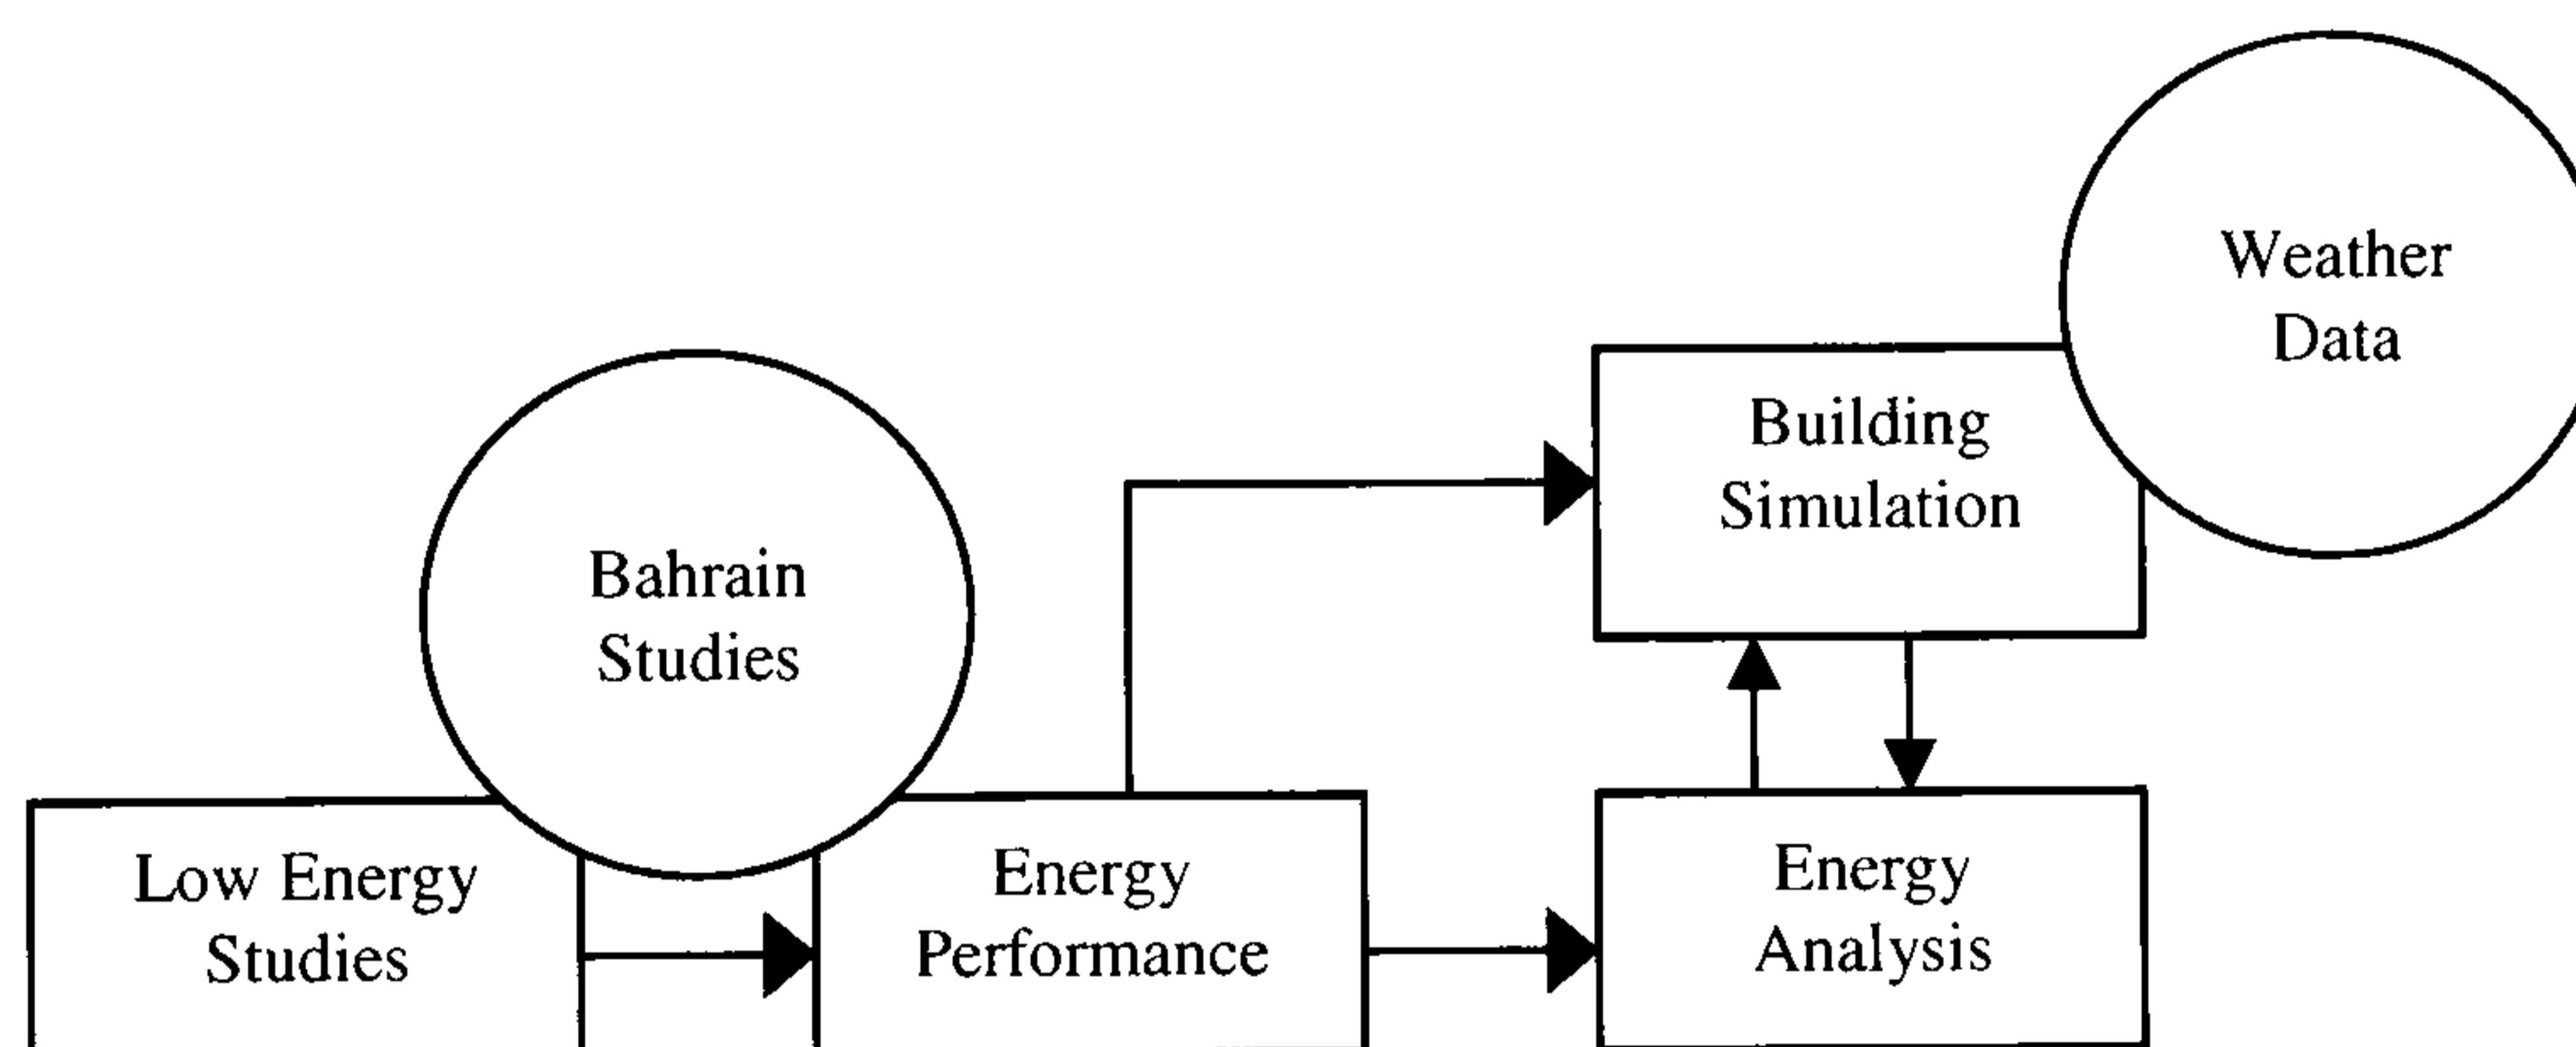 Weather
Data
Building
Simulation
Bahrain
Studies
Low Energy
Studies
Energy
Performance
Energy
Analysis